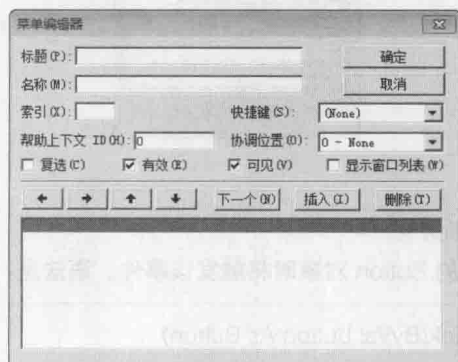 菜单编辑器
标题(P):
确定
名称(M):
取消
索引(X):
快捷键(S): (None)
帮助上下文 ID(H): 0
协调位置(O): 0 - None
复选(C) 有效(E) 可见(V) 显示窗口列表(W)
下一个(N) 插入(I) 删除(T)